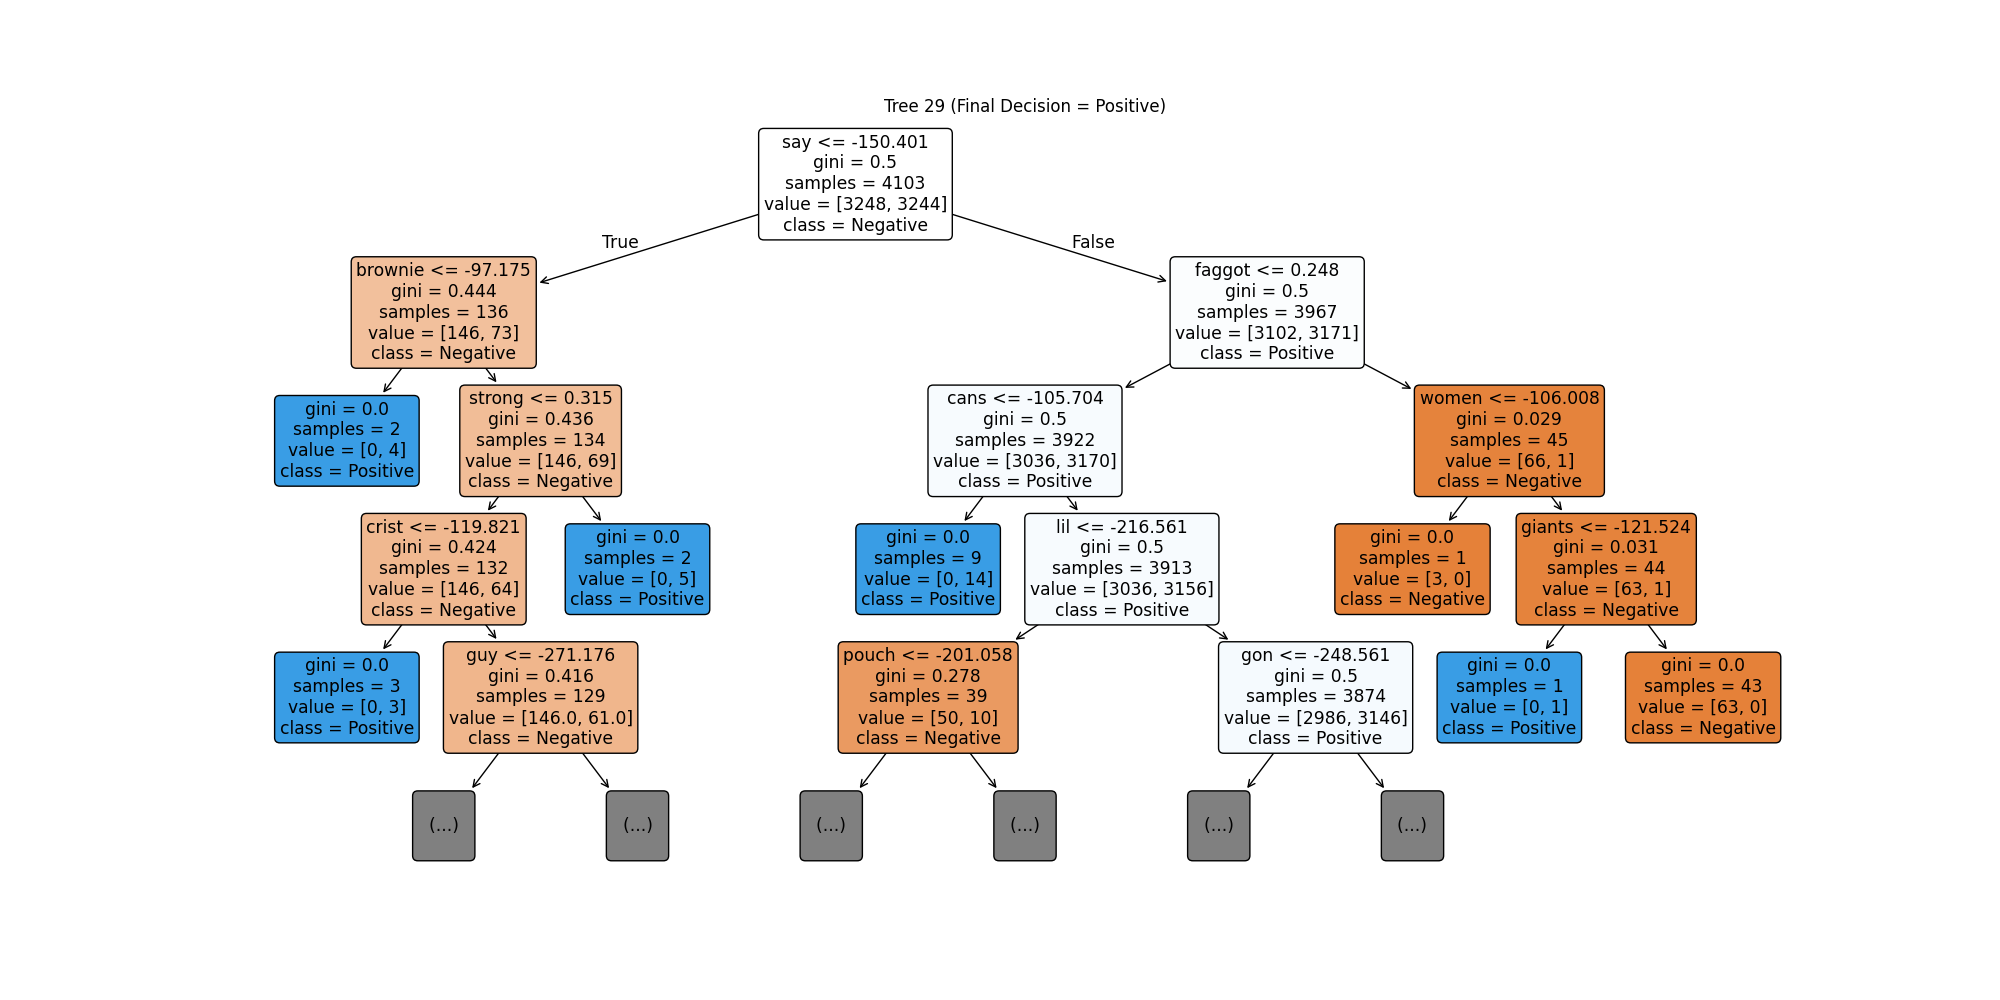 Tree 29 (Final Decision = Positive)
say <= -150.401
gini = 0.5
samples = 4103
value = [3248, 3244]
class = Negative
True
False
brownie <= -97.175
gini = 0.444
samples = 136
value = [146, 73]
class = Negative
faggot <= 0.248
gini = 0.5
samples = 3967
value = [3102, 3171]
class = Positive
gini = 0.0
samples = 2
value = [0, 4]
class = Positive
strong <= 0.315
gini = 0.436
samples = 134
value = [146, 69]
class = Negative
cans <= -105.704
gini = 0.5
samples = 3922
value = [3036, 3170]
class = Positive
women <= -106.008
gini = 0.029
samples = 45
value = [66, 1]
class = Negative
crist <= -119.821
gini = 0.424
samples = 132
value = [146, 64]
class = Negative
gini = 0.0
samples = 2
value = [0, 5]
class = Positive
gini = 0.0
samples = 9
value = [0, 14]
class = Positive
lil <= -216.561
gini = 0.5
samples = 3913
value = [3036, 3156]
class = Positive
gini = 0.0
samples = 1
value = [3, 0]
class = Negative
giants <= -121.524
gini = 0.031
samples = 44
value = [63, 1]
class = Negative
gini = 0.0
samples = 3
value = [0, 3]
class = Positive
guy <= -271.176
gini = 0.416
samples = 129
value = [146.0, 61.0]
class = Negative
pouch <= -201.058
gini = 0.278
samples = 39
value = [50, 10]
class = Negative
gon <= -248.561
gini = 0.5
samples = 3874
value = [2986, 3146]
class = Positive
gini = 0.0
samples = 1
value = [0, 1]
class = Positive
gini = 0.0
samples = 43
value = [63, 0]
class = Negative
(...)
(...)
(...)
(...)
(...)
(...)